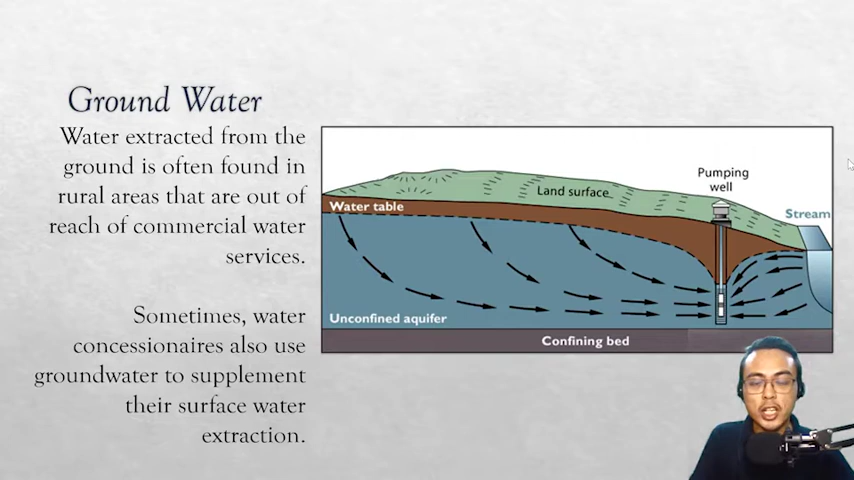 Ground Water
Water extracted from the
ground is often found in
rural areas that are out of
reach of commercial water
services.
Sometimes, water
concessionaires also use
groundwater to supplement
their surface water
extraction.
Pumping
well
Land surface
Water table
Stream
Unconfined aquifer
Confining bed